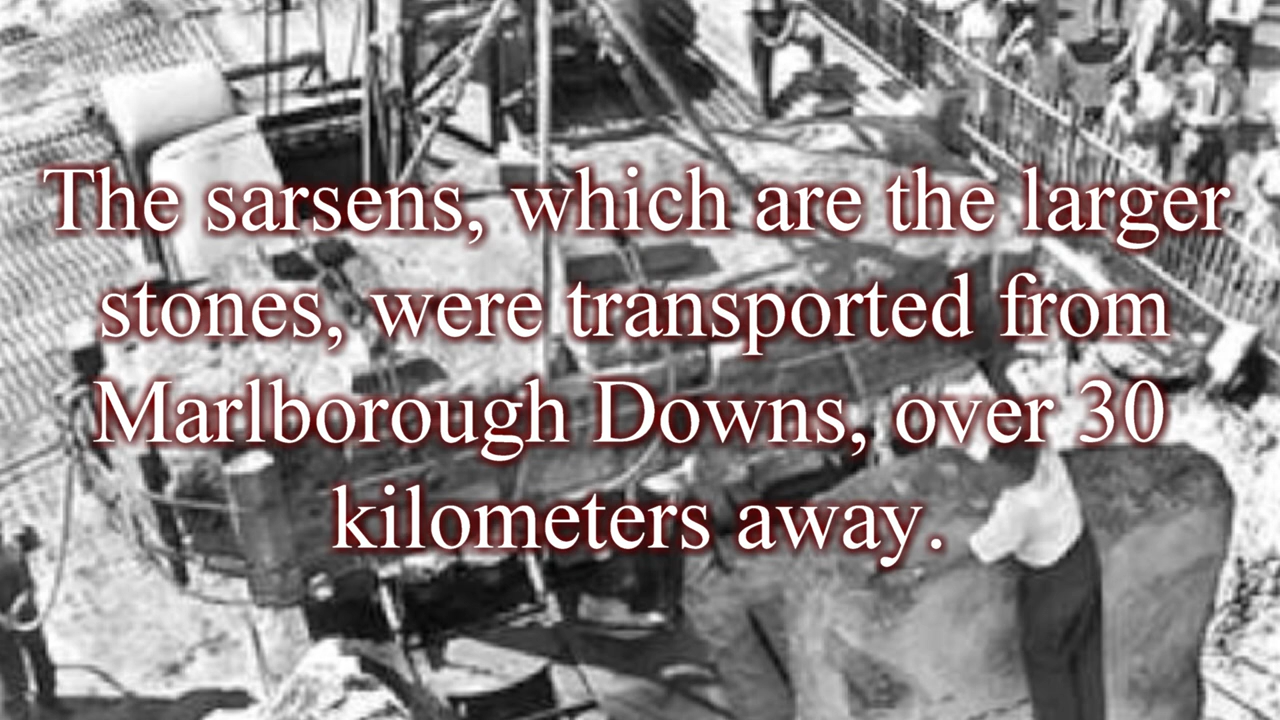 The sarsens, which are the larger
stones, were transported from
Marlborough Downs, over 30
kilometers away.